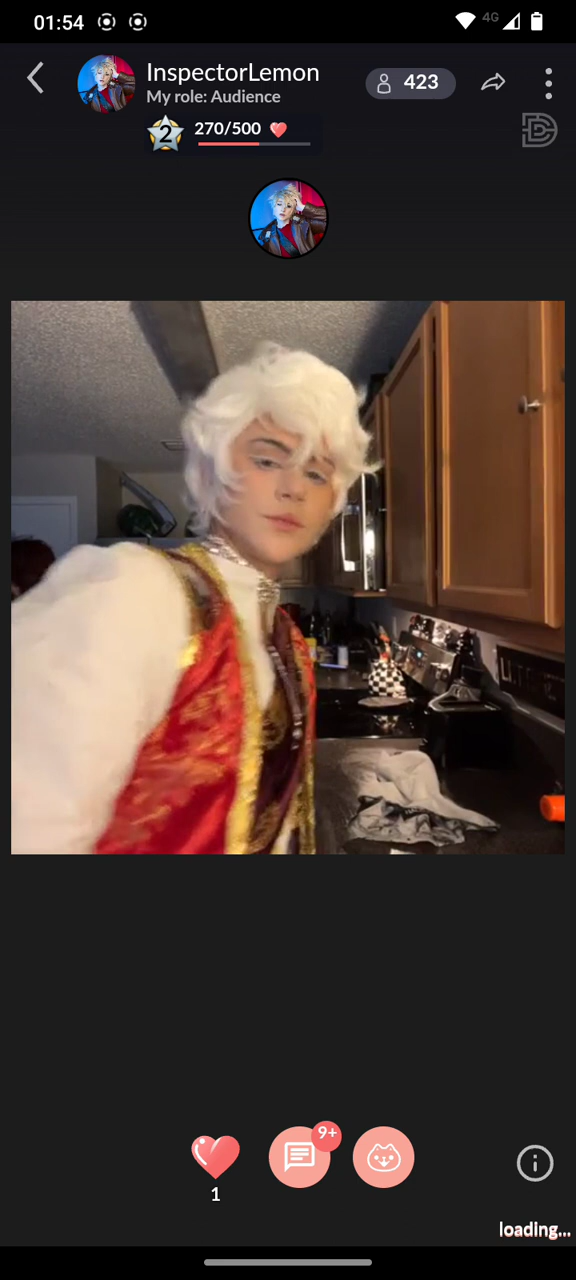 01:54
4G
InspectorLemon
423
My role: Audience
2
270/500
9+
1
loading...